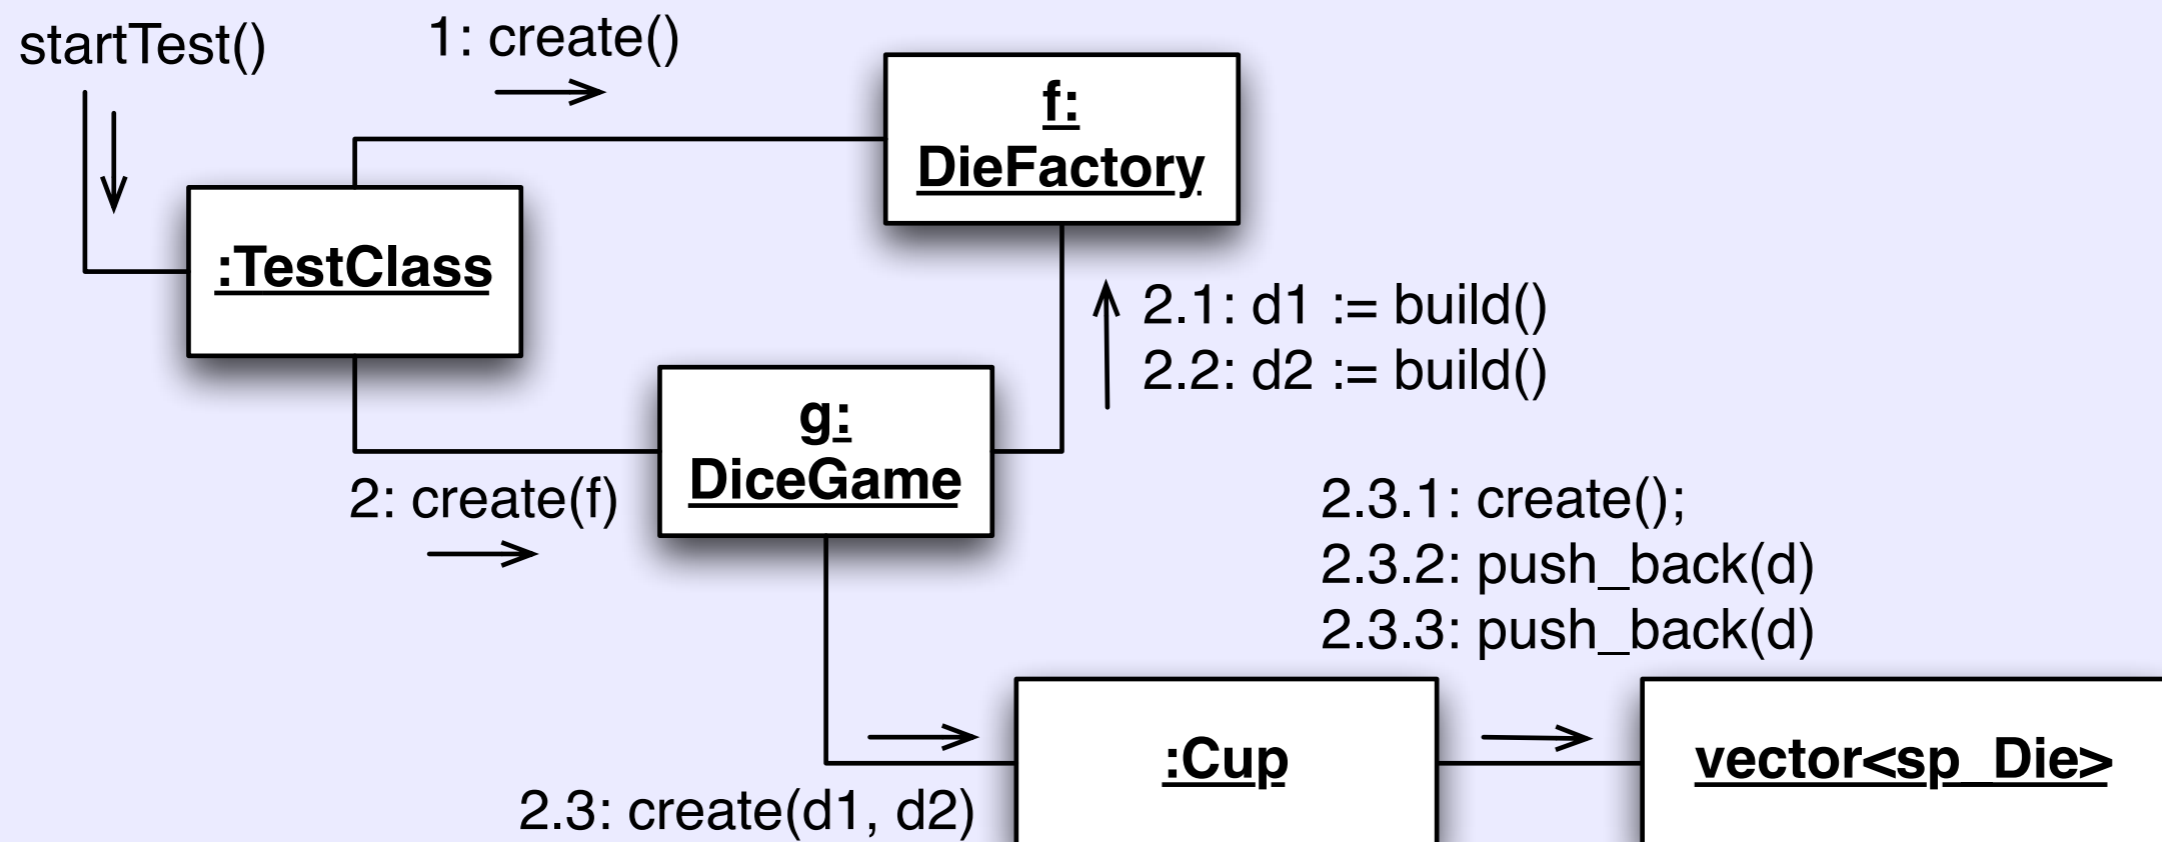 startTest()
1: create()
f:
DieFactory
:TestClass
2.1: d1 := build()
2.2: d2 := build()
g:
DiceGame
2: create(f)
2.3.1: create();
2.3.2: push_back(d)
2.3.3: push_back(d)
:Cup
vector<sp_Die>
2.3: create(d1, d2)